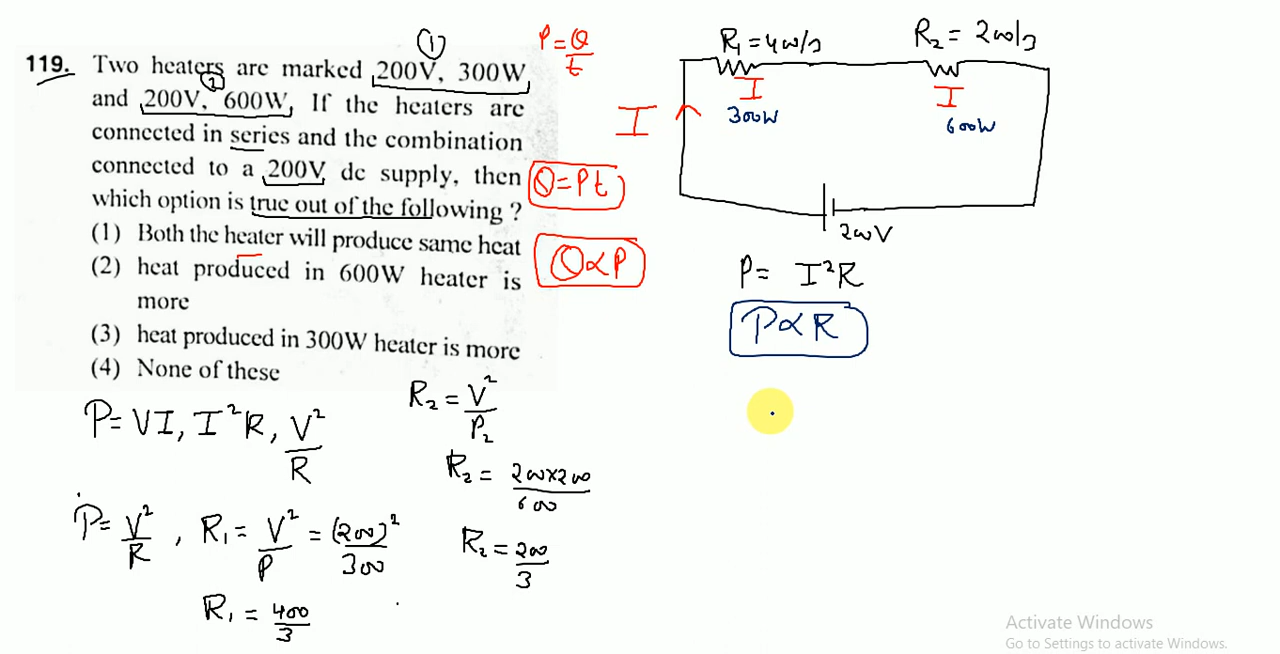 119. Two heaters are marked 200V, 300W
and 200V, 600W. If the heaters are
connected in series and the combination
connected to a 200V dc supply, then
which option is true out of the following ?
(1) Both the heater will produce same heat
(2) heat produced in 600W heater is
more
(3) heat produced in 300W heater is more
(4) None of these
(1)
(2)
P = Q/t
Q = Pt
Q ∝ P
R₁ = 400/3
R₂ = 200/3
I
I
I
300W
600W
200V
P = I²R
P ∝ R
P = VI, I²R, V²/R
P = V²/R , R₁ = V²/P = (200)²/300
R₁ = 400/3
R₂ = V²/P₂
R₂ = 200×200/600
R₂ = 200/3
Activate Windows
Go to Settings to activate Windows.